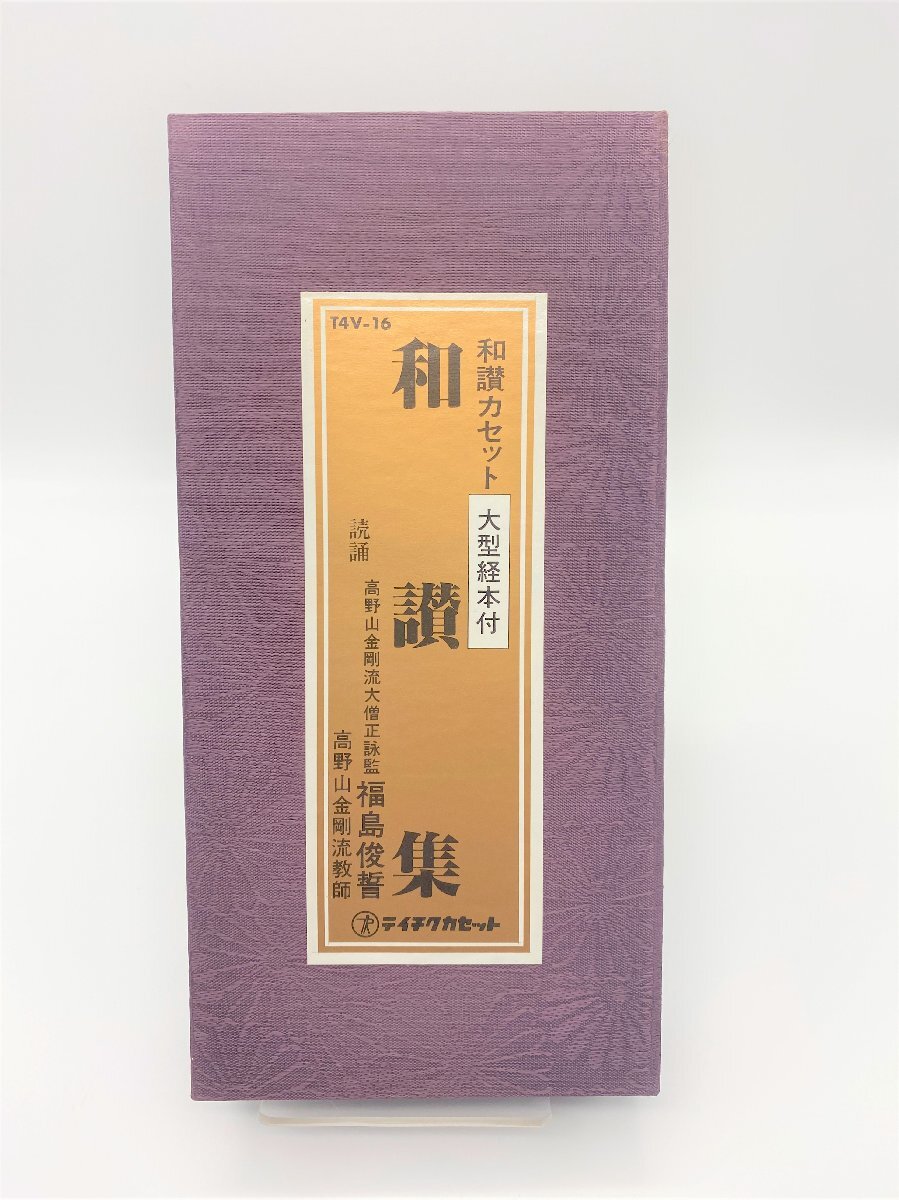 T4V-16
和讃カセット
大型経本付
和讃集
読誦
高野山金剛流大僧正詠監 福島俊誓
高野山金剛流教師
テイチクカセット